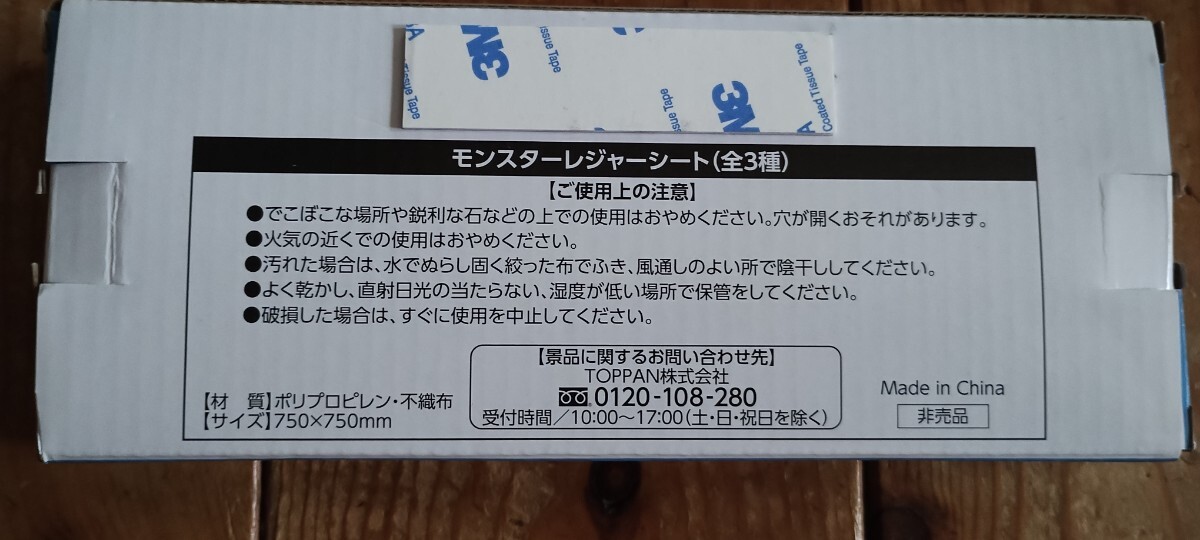 3M
ssue Tape
3M
ssue Tape
Coated Tissue Tape
Tissue Tape
モンスターレジャーシート(全3種)
【ご使用上の注意】
●でこぼこな場所や鋭利な石などの上での使用はおやめください。穴が開くおそれがあります。
●火気の近くでの使用はおやめください。
●汚れた場合は、水でぬらし固く絞った布でふき、風通しのよい所で陰干ししてください。
●よく乾かし、直射日光の当たらない、湿度が低い場所で保管をしてください。
●破損した場合は、すぐに使用を中止してください。
【景品に関するお問い合わせ先】
TOPPAN株式会社
0120-108-280
受付時間/10:00〜17:00(土・日・祝日を除く)
【材　質】ポリプロピレン・不織布
【サイズ】750×750mm
Made in China
非売品